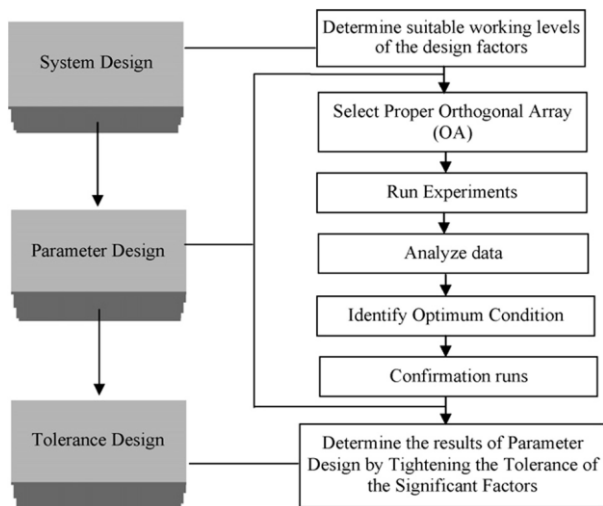 System Design
Parameter Design
Tolerance Design
Determine suitable working levels
of the design factors
Select Proper Orthogonal Array
(OA)
Run Experiments
Analyze data
Identify Optimum Condition
Confirmation runs
Determine the results of Parameter
Design by Tightening the Tolerance of
the Significant Factors